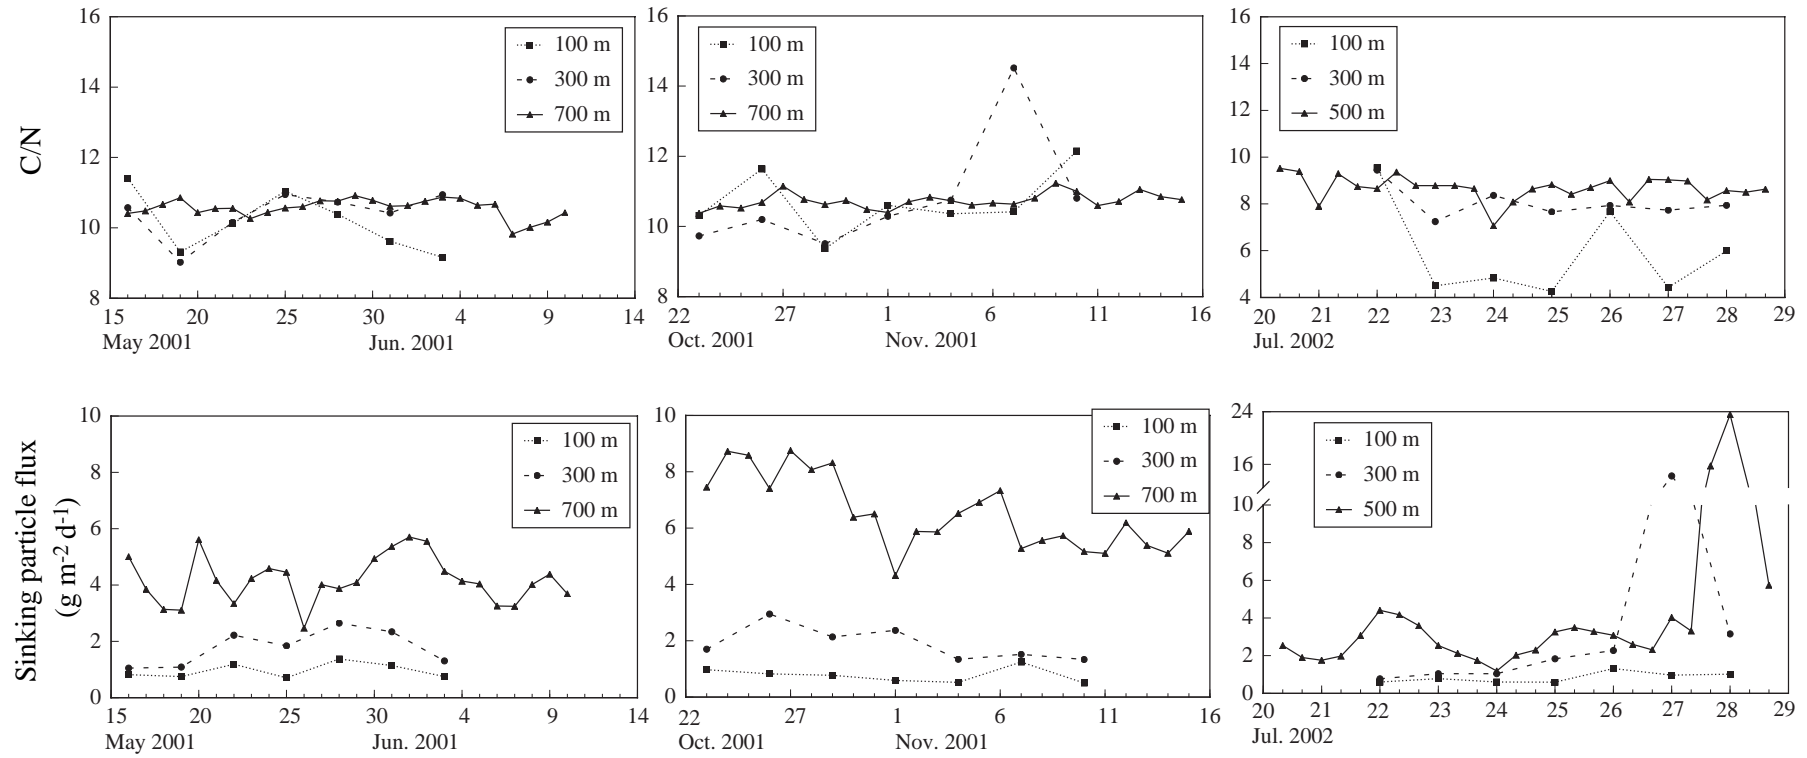 C/N
16
14
12
10
8
100 m
300 m
700 m
15 20 25 30 4 9 14
May 2001 Jun. 2001
16
14
12
10
8
100 m
300 m
700 m
22 27 1 6 11 16
Oct. 2001 Nov. 2001
16
14
12
10
8
6
4
100 m
300 m
500 m
20 21 22 23 24 25 26 27 28 29
Jul. 2002
Sinking particle flux
(g m-2 d-1)
10
8
6
4
2
0
100 m
300 m
700 m
15 20 25 30 4 9 14
May 2001 Jun. 2001
10
8
6
4
2
0
100 m
300 m
700 m
22 27 1 6 11 16
Oct. 2001 Nov. 2001
24
16
10
8
6
4
2
0
100 m
300 m
500 m
20 21 22 23 24 25 26 27 28 29
Jul. 2002